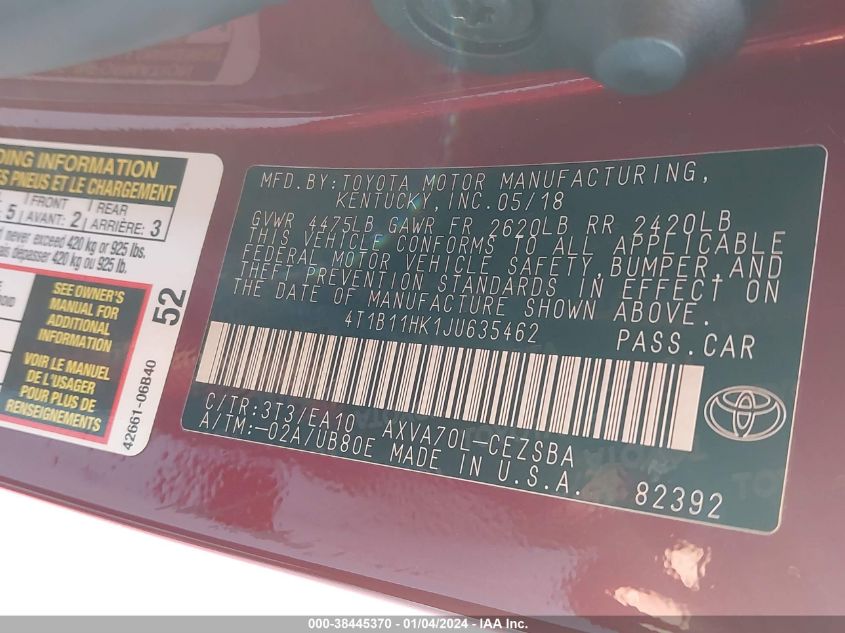 DING INFORMATION
ES PNEUS ET LE CHARGEMENT
5
FRONT
AVANT: 2
REAR
ARRIÈRE: 3
never exceed 420 kg or 925 lbs.
dépasser 420 kg ou 925 lb.
SEE OWNER'S
MANUAL FOR
ADDITIONAL
INFORMATION
VOIR LE MANUEL
DE L'USAGER
POUR PLUS DE
RENSEIGNEMENTS
52
42661-06B40
MFD.BY:TOYOTA MOTOR MANUFACTURING,
KENTUCKY,INC.05/18
GVWR 4475LB GAWR FR 2620LB RR 2420LB
THIS VEHICLE CONFORMS TO ALL APPLICABLE
FEDERAL MOTOR VEHICLE SAFETY,BUMPER,AND
THEFT PREVENTION STANDARDS IN EFFECT ON
THE DATE OF MANUFACTURE SHOWN ABOVE.
4T1B11HK1JU635462 PASS.CAR
C/TR:3T3/EA10 AXVA70L-CEZSBA
A/TM:-02A/UB80E MADE IN U.S.A.
82392
000-38445370 - 01/04/2024 - IAA Inc.